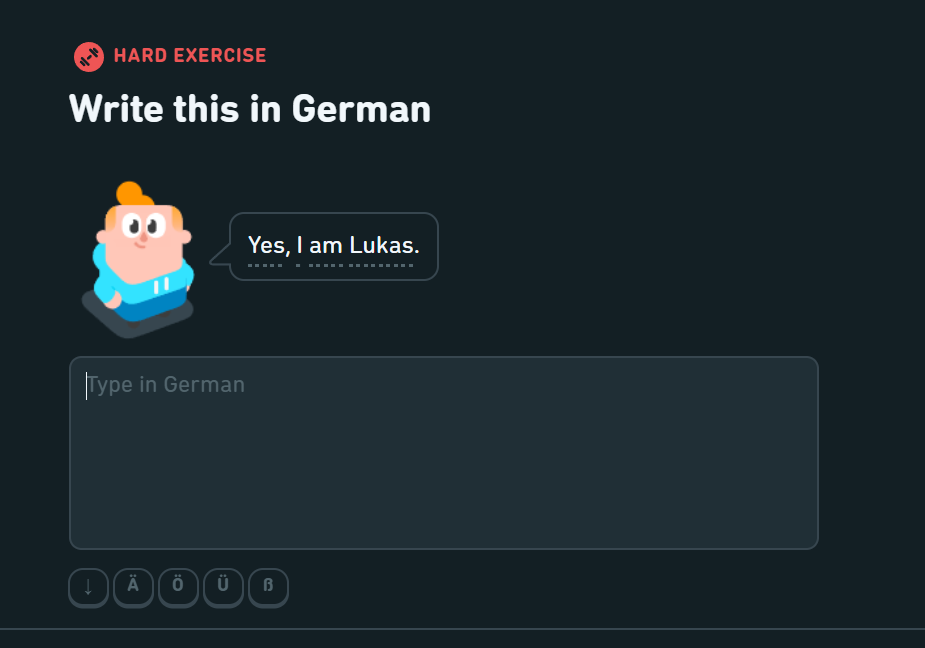 HARD EXERCISE
Write this in German
Yes, I am Lukas.
Type in German
↓ Ä Ö Ü ß